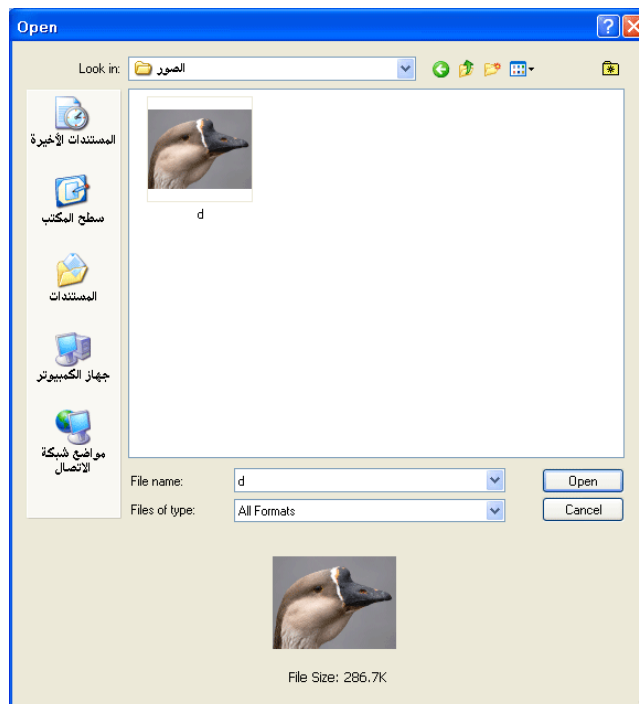 Open
Look in:
الصور
المستندات الأخيرة
سطح المكتب
المستندات
جهاز الكمبيوتر
مواضع شبكة
الاتصال
d
File name:
d
Open
Files of type:
All Formats
Cancel
File Size: 286.7K